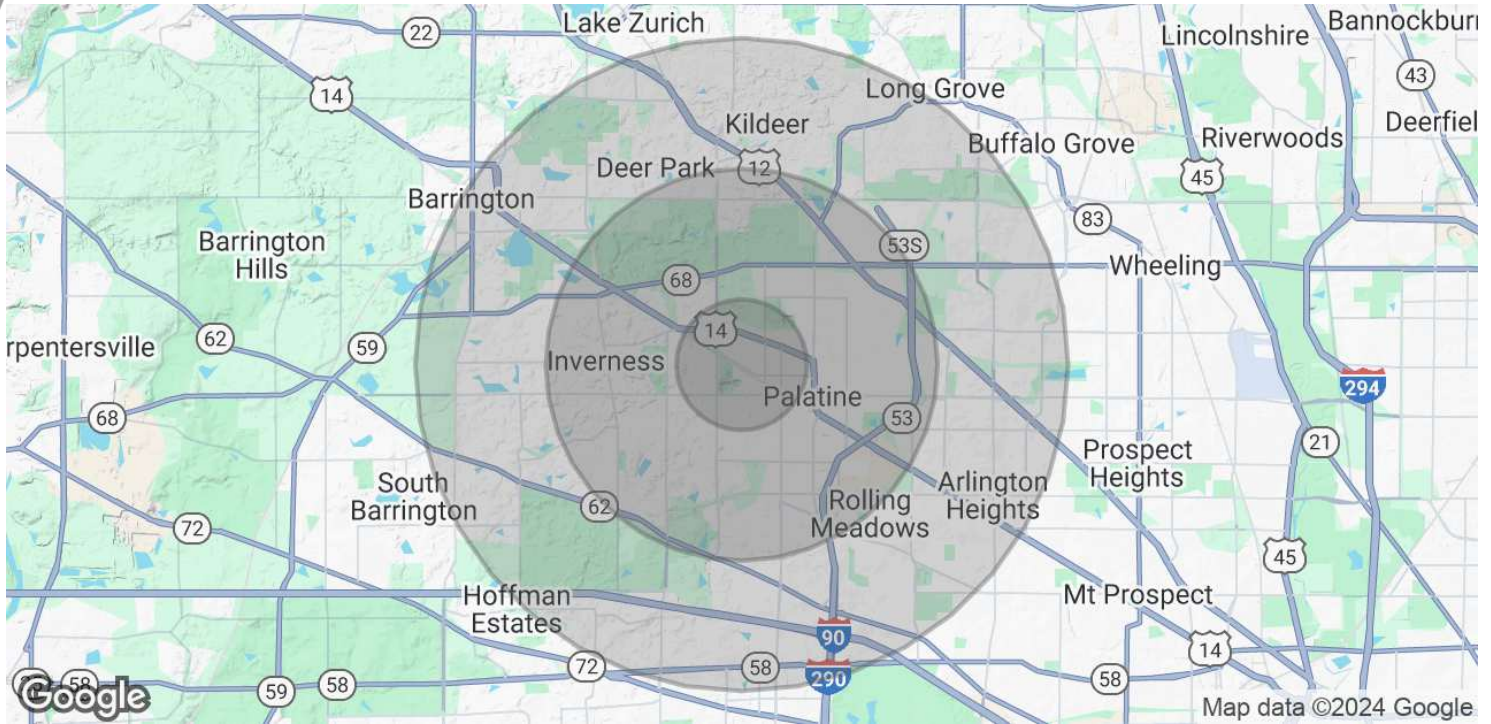 Lake Zurich
Bannockburn
22
Lincolnshire
43
14
Long Grove
Kildeer
Deerfiel
Buffalo Grove
Riverwoods
Deer Park
12
45
Barrington
83
Barrington
Hills
53S
Wheeling
68
14
62
59
rpentersville
Inverness
294
Palatine
68
53
21
Prospect
Heights
South
Barrington
Arlington
Heights
62
Rolling
Meadows
72
45
Hoffman
Estates
Mt Prospect
90
14
72
58
290
58
58
59
58
Google
Map data ©2024 Google